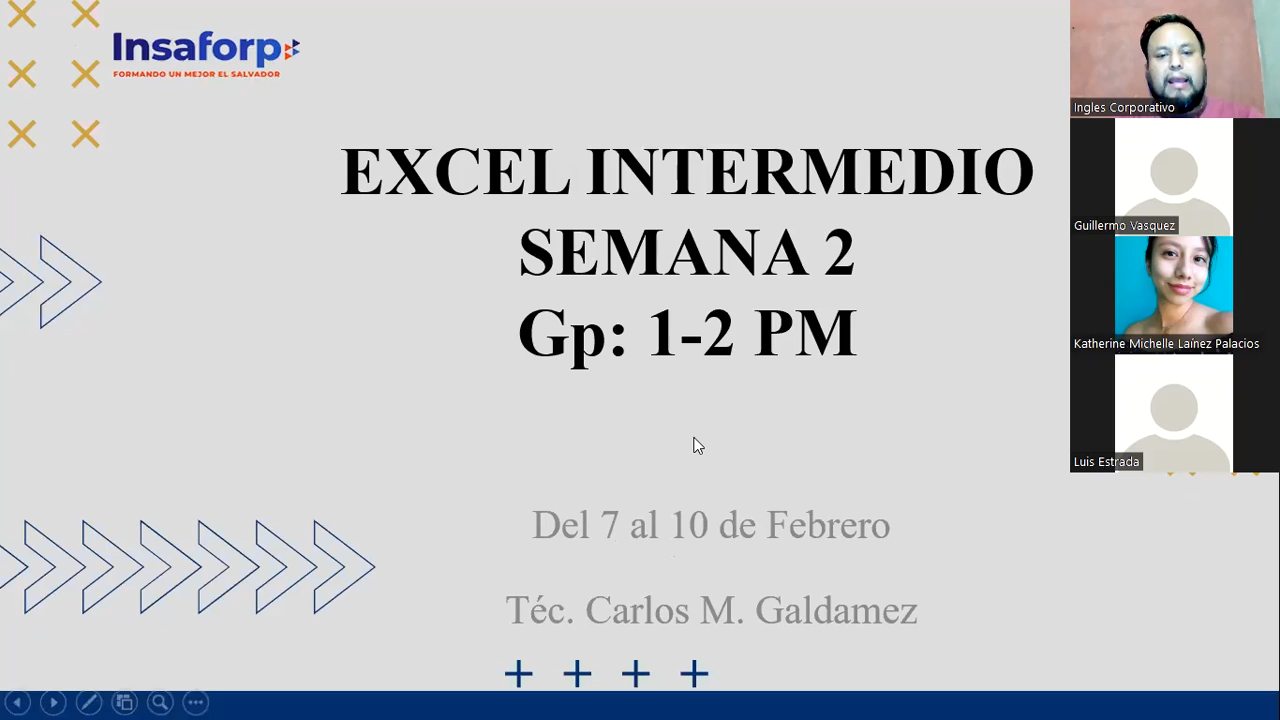 Insaforp
FORMANDO UN MEJOR EL SALVADOR
EXCEL INTERMEDIO
SEMANA 2
Gp: 1-2 PM
Del 7 al 10 de Febrero
Téc. Carlos M. Galdamez
Ingles Corporativo
Guillermo Vasquez
Katherine Michelle Laínez Palacios
Luis Estrada